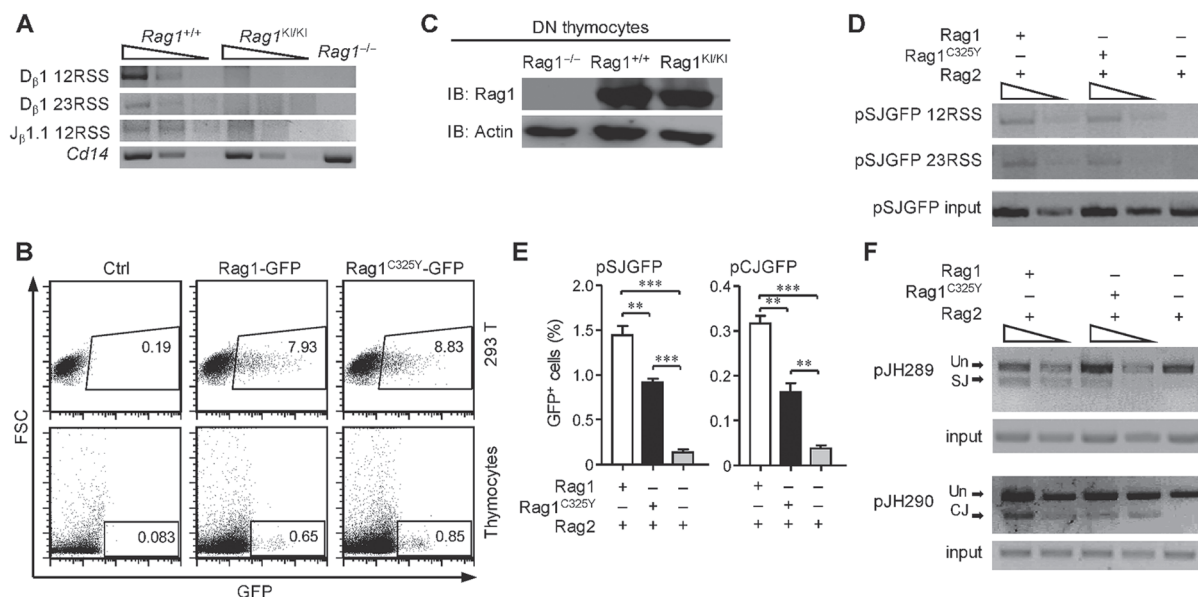 A
Rag1+/+ Rag1KI/KI Rag1–/–
Dβ1 12RSS
Dβ1 23RSS
Jβ1.1 12RSS
Cd14
B
Ctrl Rag1-GFP Rag1C325Y-GFP
0.19 7.93 8.83
293 T
0.083 0.65 0.85
Thymocytes
FSC
GFP
C
DN thymocytes
Rag1–/– Rag1+/+ Rag1KI/KI
IB: Rag1
IB: Actin
D
Rag1 + – –
Rag1C325Y – + –
Rag2 + + +
pSJGFP 12RSS
pSJGFP 23RSS
pSJGFP input
E
pSJGFP pCJGFP
GFP+ cells (%)
2.0
1.5
1.0
0.5
0.0
*** ** ***
0.4
0.3
0.2
0.1
0.0
*** ** **
Rag1 + – – + – –
Rag1C325Y – + – – + –
Rag2 + + + + + +
F
Rag1 + – –
Rag1C325Y – + –
Rag2 + + +
pJH289
Un
SJ
input
pJH290
Un
CJ
input